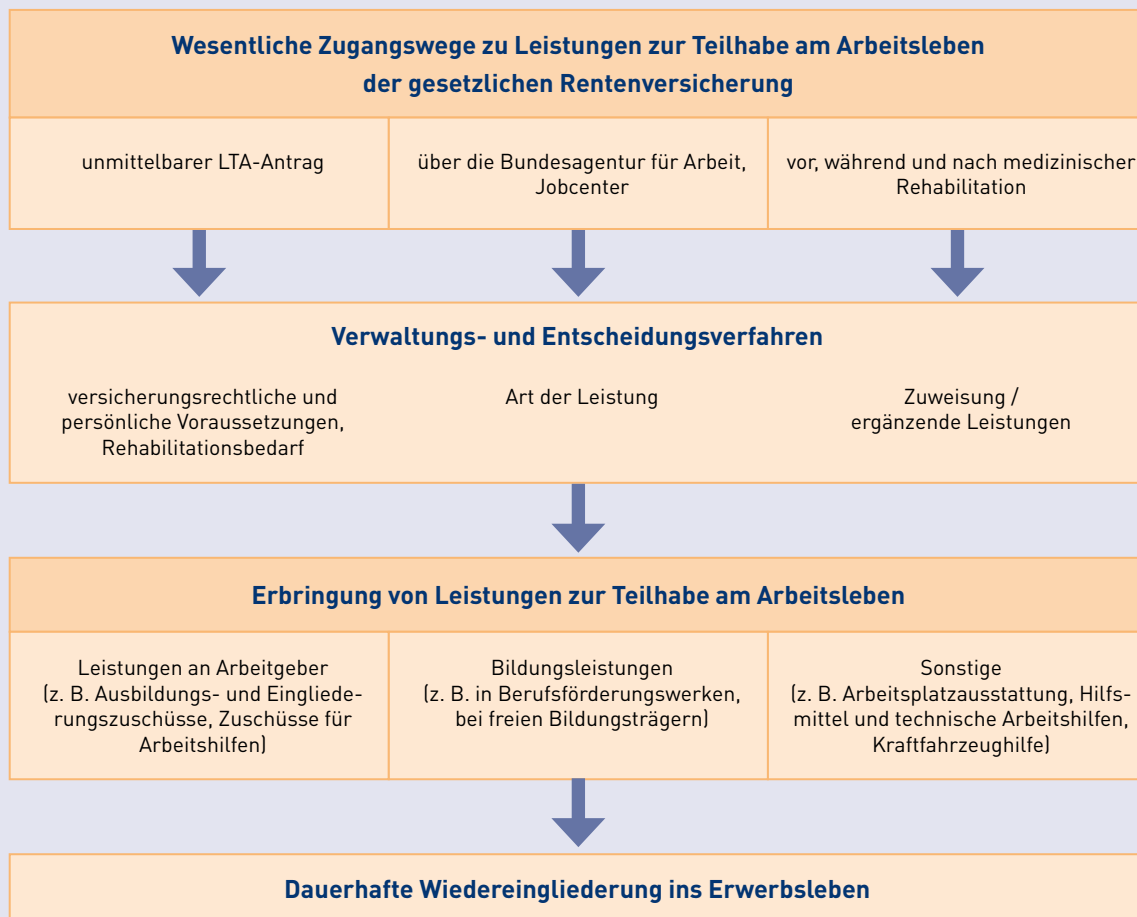 Wesentliche Zugangswege zu Leistungen zur Teilhabe am Arbeitsleben
der gesetzlichen Rentenversicherung
unmittelbarer LTA-Antrag
über die Bundesagentur für Arbeit,
Jobcenter
vor, während und nach medizinischer
Rehabilitation
Verwaltungs- und Entscheidungsverfahren
versicherungsrechtliche und
persönliche Voraussetzungen,
Rehabilitationsbedarf
Art der Leistung
Zuweisung /
ergänzende Leistungen
Erbringung von Leistungen zur Teilhabe am Arbeitsleben
Leistungen an Arbeitgeber
(z. B. Ausbildungs- und Eingliede-
rungszuschüsse, Zuschüsse für
Arbeitshilfen)
Bildungsleistungen
(z. B. in Berufsförderungswerken,
bei freien Bildungsträgern)
Sonstige
(z. B. Arbeitsplatzausstattung, Hilfs-
mittel und technische Arbeitshilfen,
Kraftfahrzeughilfe)
Dauerhafte Wiedereingliederung ins Erwerbsleben